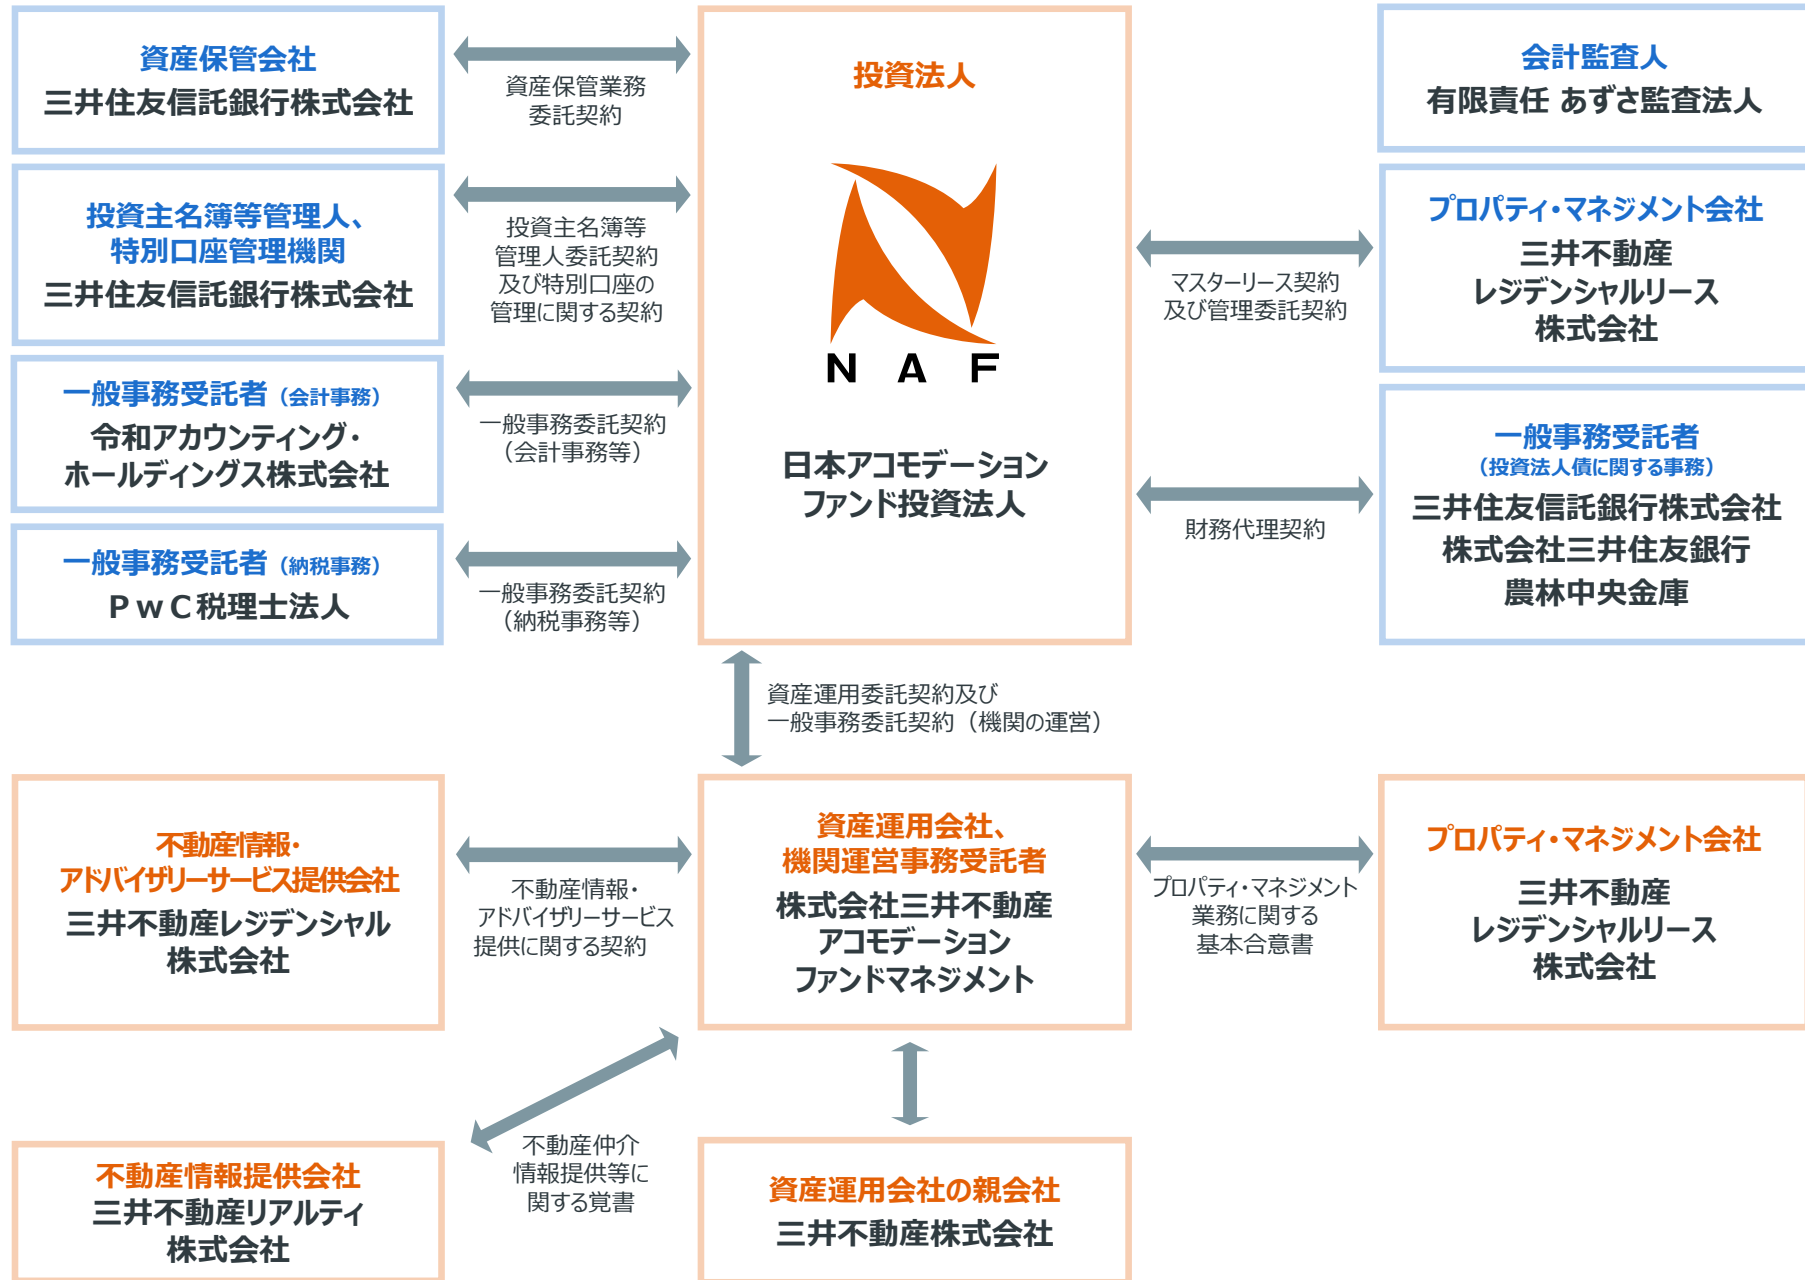 資産保管会社
三井住友信託銀行株式会社
資産保管業務
委託契約
投資主名簿等管理人、
特別口座管理機関
三井住友信託銀行株式会社
投資主名簿等
管理人委託契約
及び特別口座の
管理に関する契約
一般事務受託者（会計事務）
令和アカウンティング・
ホールディングス株式会社
一般事務委託契約
（会計事務等）
一般事務受託者（納税事務）
ＰｗＣ税理士法人
一般事務委託契約
（納税事務等）
投資法人
NAF
日本アコモデーション
ファンド投資法人
会計監査人
有限責任 あずさ監査法人
プロパティ・マネジメント会社
三井不動産
レジデンシャルリース
株式会社
マスターリース契約
及び管理委託契約
一般事務受託者
（投資法人債に関する事務）
三井住友信託銀行株式会社
株式会社三井住友銀行
農林中央金庫
財務代理契約
資産運用委託契約及び
一般事務委託契約（機関の運営）
不動産情報・
アドバイザリーサービス提供会社
三井不動産レジデンシャル
株式会社
不動産情報・
アドバイザリーサービス
提供に関する契約
資産運用会社、
機関運営事務受託者
株式会社三井不動産
アコモデーション
ファンドマネジメント
プロパティ・マネジメント
業務に関する
基本合意書
プロパティ・マネジメント会社
三井不動産
レジデンシャルリース
株式会社
不動産情報提供会社
三井不動産リアルティ
株式会社
不動産仲介
情報提供等に
関する覚書
資産運用会社の親会社
三井不動産株式会社